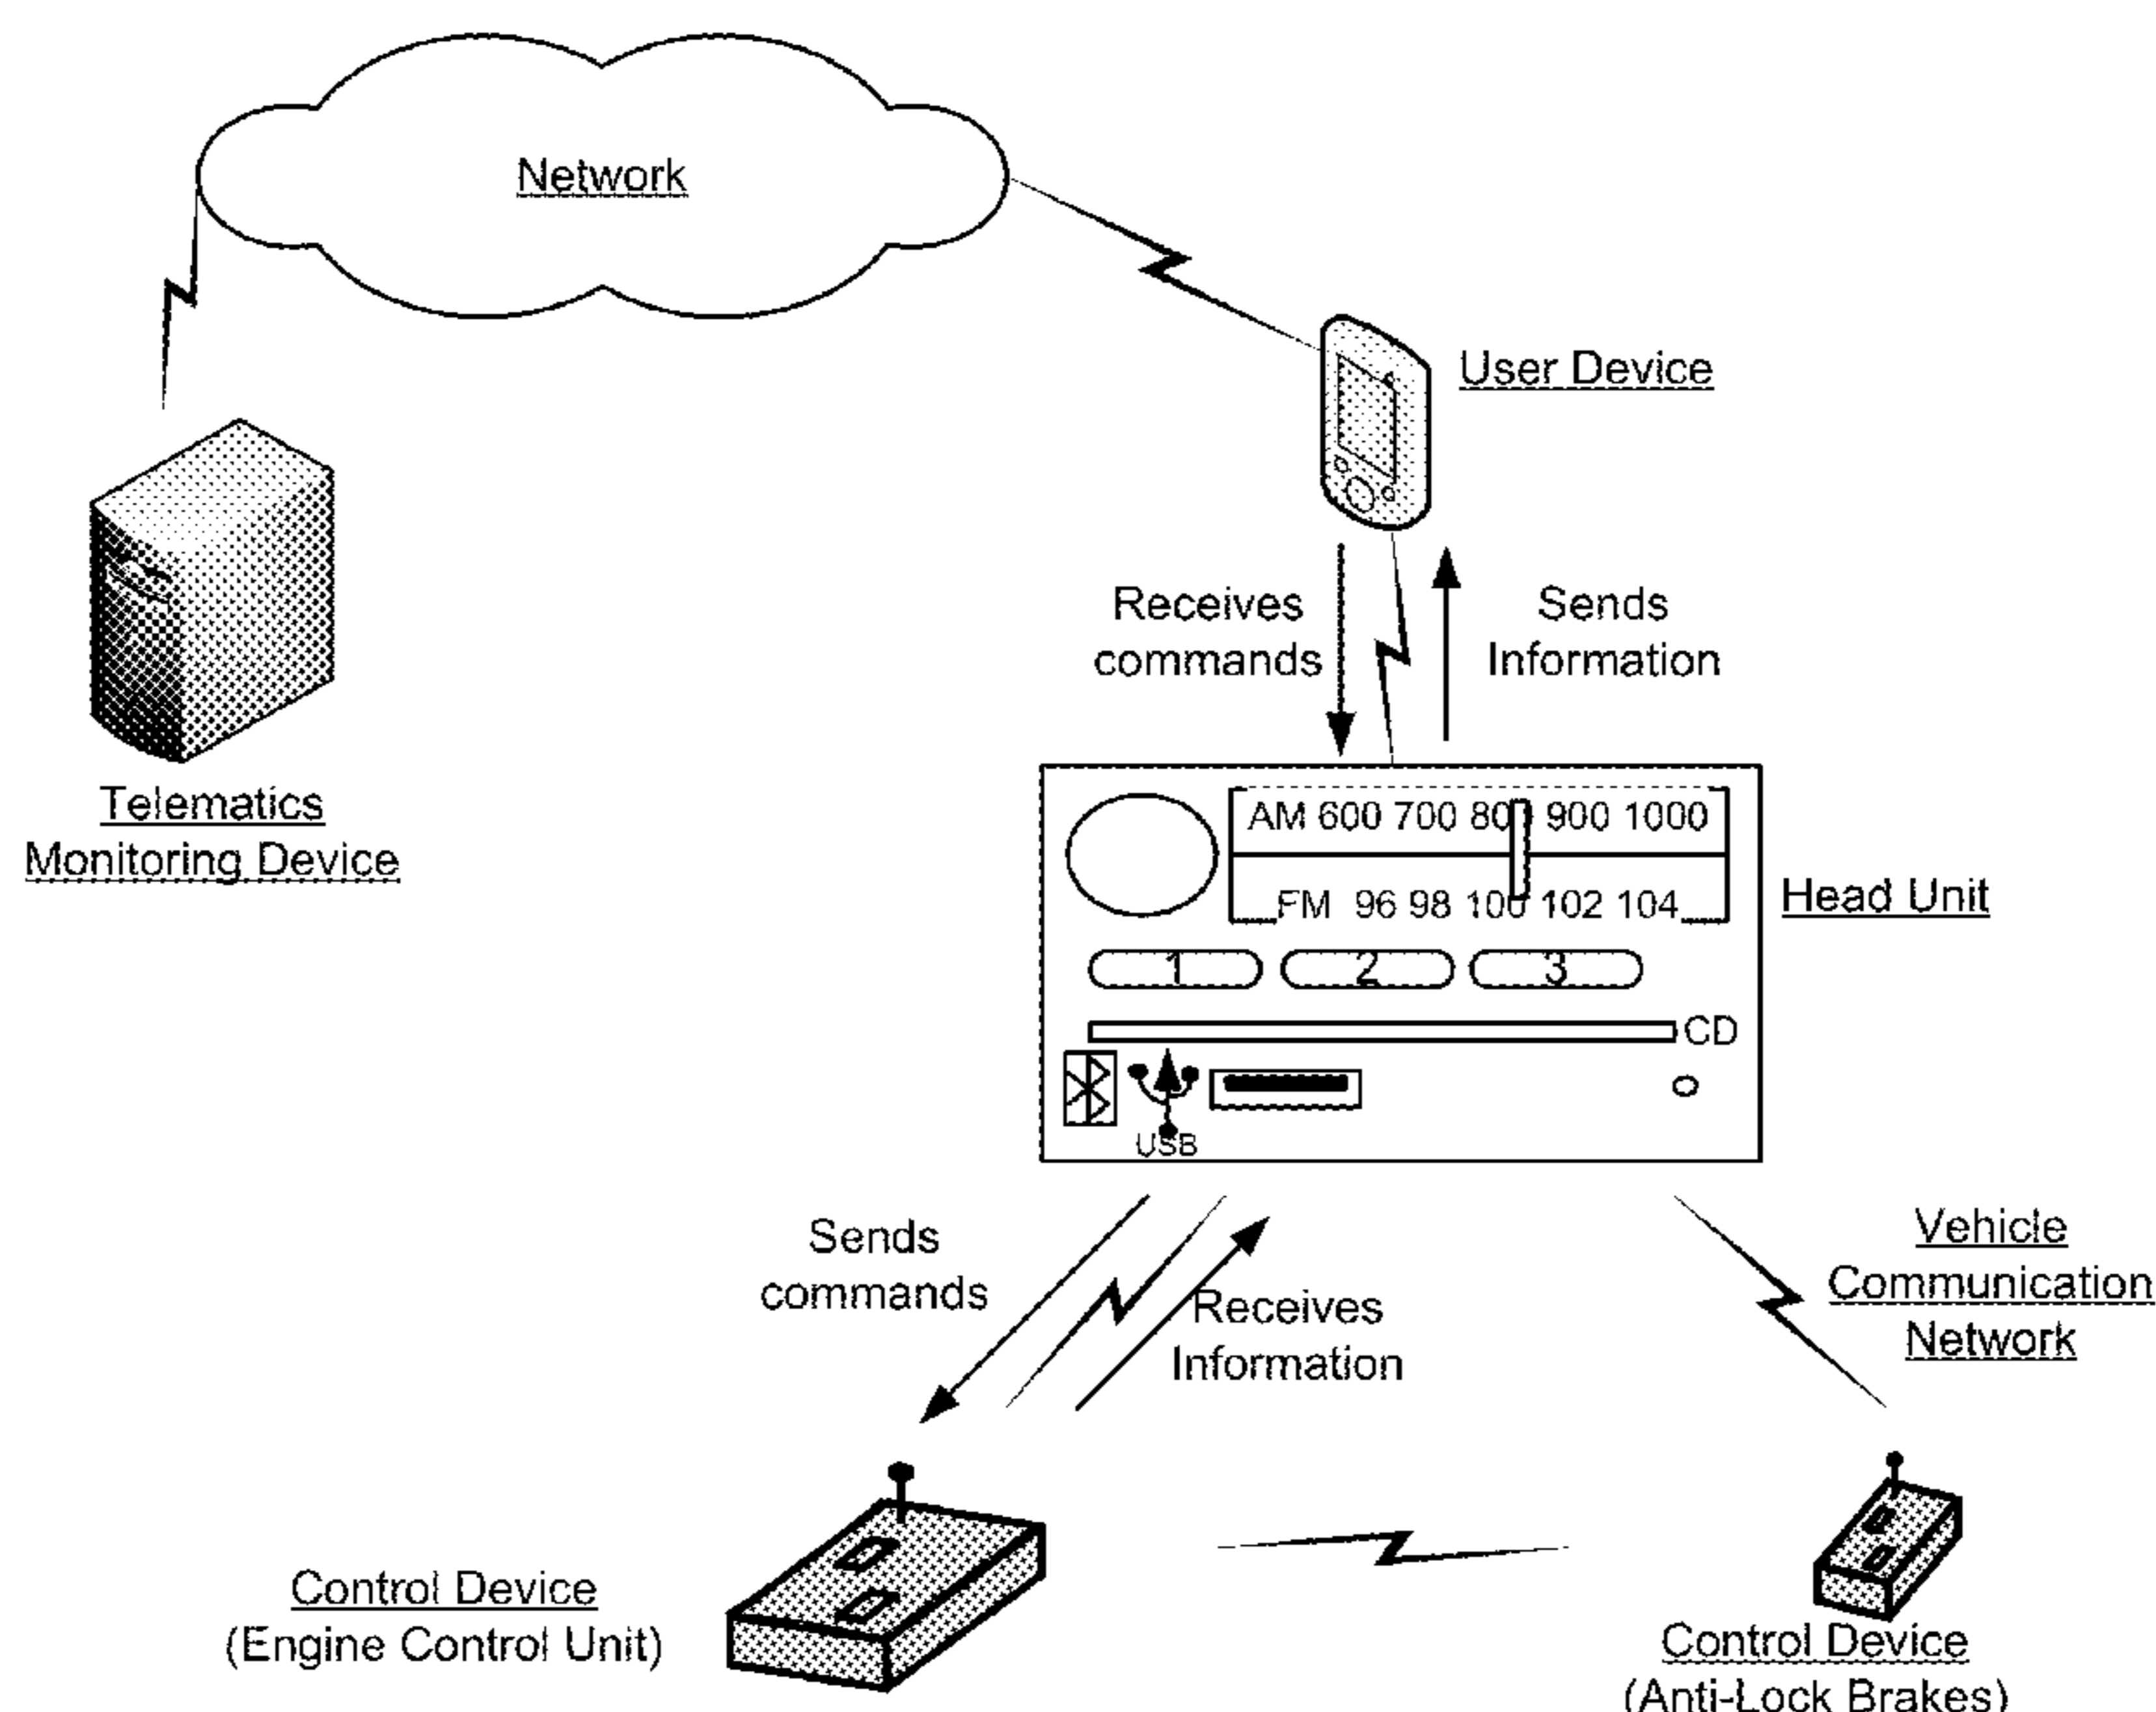 Network
User Device
Receives
commands
Sends
Information
Telematics
Monitoring Device
AM 600 700 800 900 1000
FM 96 98 100 102 104
Head Unit
1 2 3
CD
USB
Sends
commands
Receives
Information
Vehicle
Communication
Network
Control Device
(Engine Control Unit)
Control Device
(Anti-Lock Brakes)